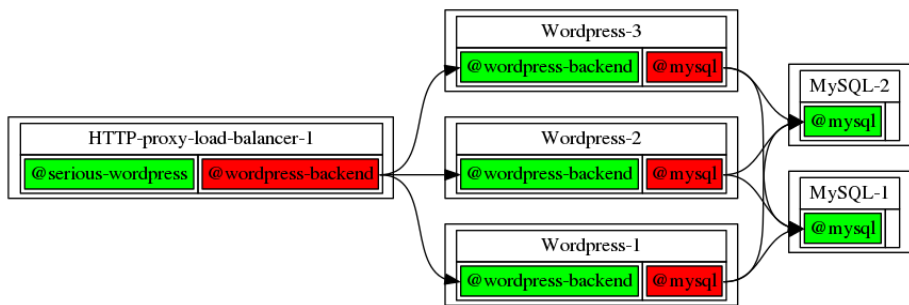 HTTP-proxy-load-balancer-1
@serious-wordpress @wordpress-backend
Wordpress-3
@wordpress-backend @mysql
Wordpress-2
@wordpress-backend @mysql
Wordpress-1
@wordpress-backend @mysql
MySQL-2
@mysql
MySQL-1
@mysql